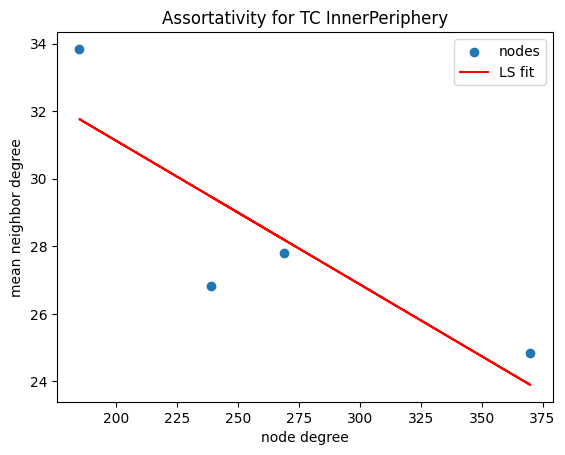 Assortativity for TC InnerPeriphery
nodes
LS fit
mean neighbor degree
34
32
30
28
26
24
200
225
250
275
300
325
350
375
node degree